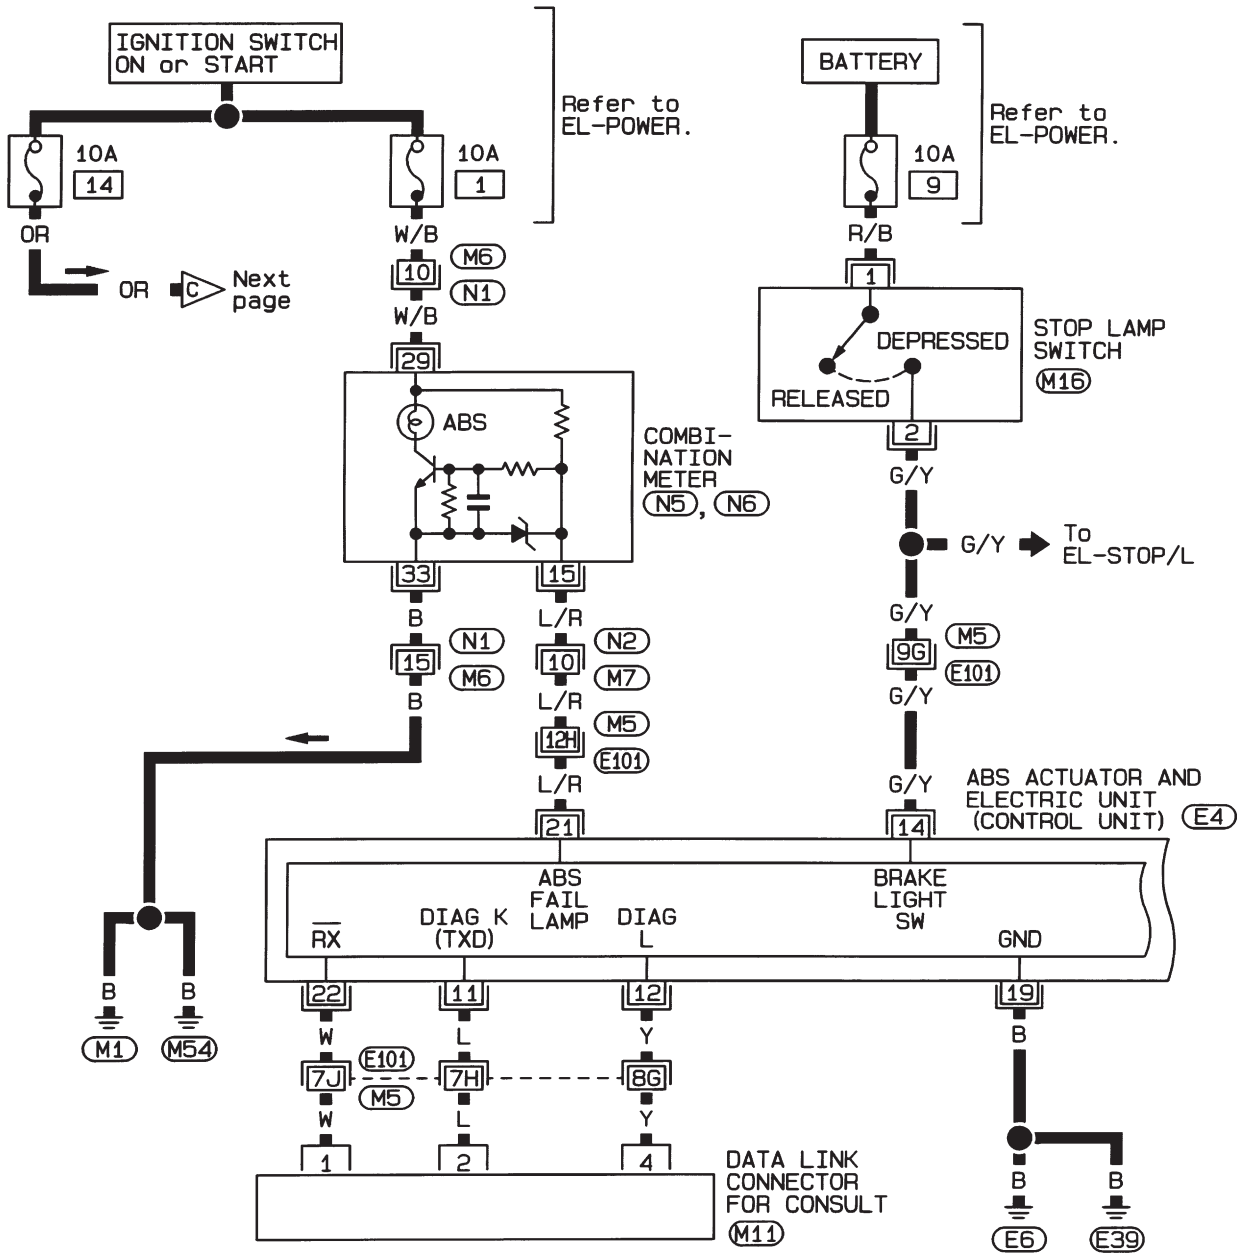 IGNITION SWITCH
ON or START
BATTERY
Refer to
EL-POWER.
Refer to
EL-POWER.
10A
14
10A
1
10A
9
OR
W/B
R/B
OR
C
Next
page
10
M6
N1
W/B
29
1
DEPRESSED
RELEASED
STOP LAMP
SWITCH
M16
2
ABS
COMBI-
NATION
METER
N5, N6
G/Y
G/Y
To
EL-STOP/L
33
15
B
L/R
G/Y
15
N1
M6
10
N2
M7
9G
M5
E101
B
L/R
G/Y
12H
M5
E101
L/R
G/Y
21
14
ABS ACTUATOR AND
ELECTRIC UNIT
(CONTROL UNIT)
E4
ABS
FAIL
LAMP
BRAKE
LIGHT
SW
RX
DIAG K
(TXD)
DIAG
L
GND
22
11
12
19
B
B
M1
M54
W
L
Y
B
7J
E101
M5
7H
8G
W
L
Y
1
2
4
DATA LINK
CONNECTOR
FOR CONSULT
M11
B
B
E6
E39